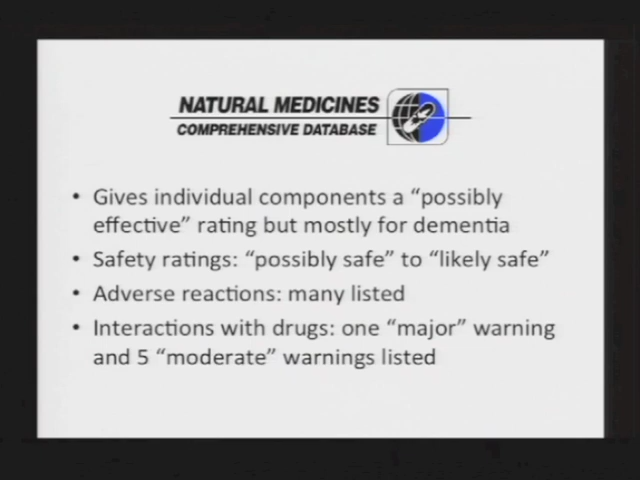 NATURAL MEDICINES
COMPREHENSIVE DATABASE
• Gives individual components a “possibly
effective” rating but mostly for dementia
• Safety ratings: “possibly safe” to “likely safe”
• Adverse reactions: many listed
• Interactions with drugs: one “major” warning
and 5 “moderate” warnings listed